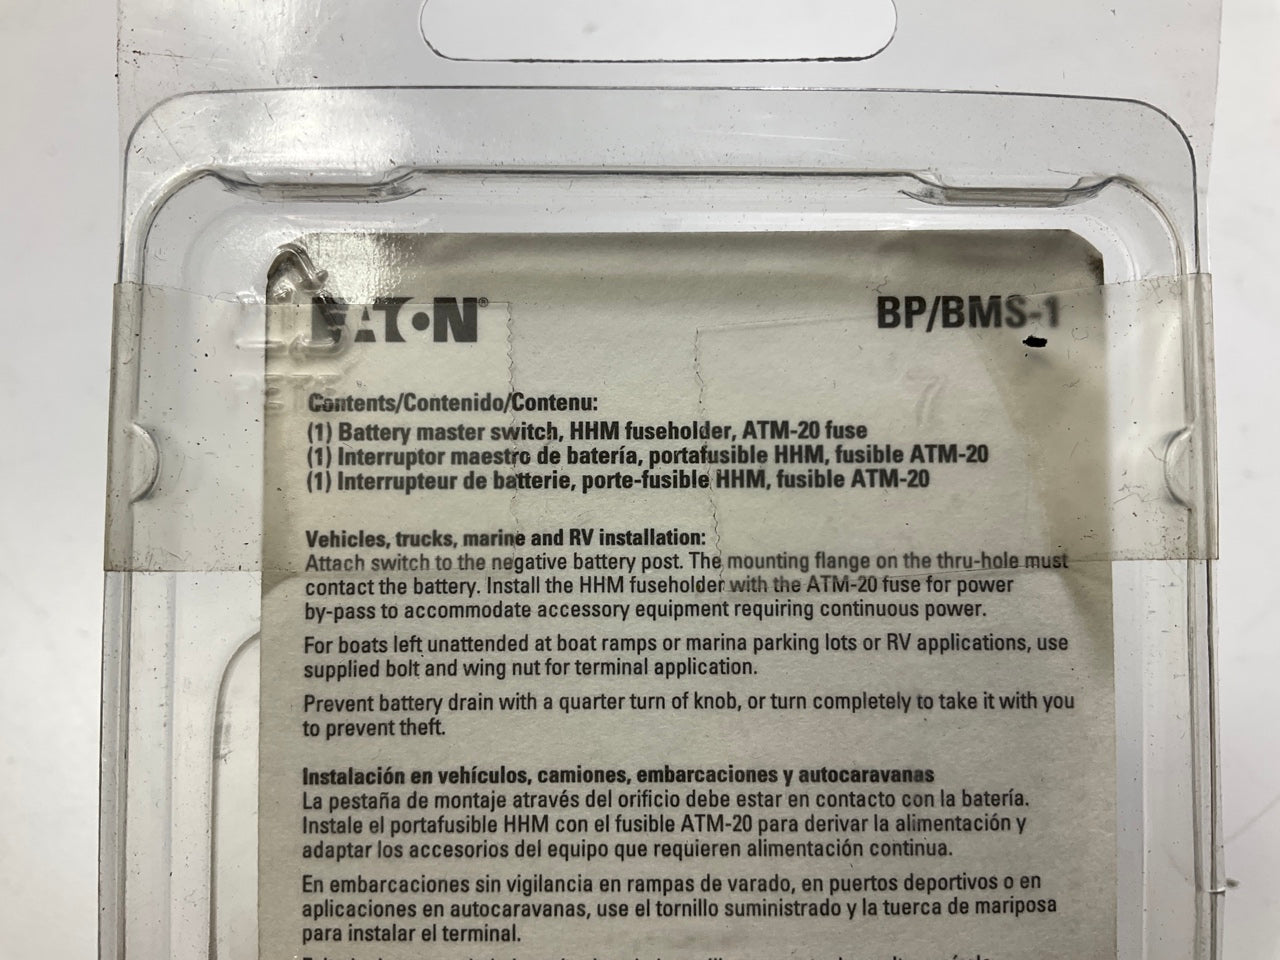 EATON®
BP/BMS-1
Contents/Contenido/Contenu:
(1) Battery master switch, HHM fuseholder, ATM-20 fuse
(1) Interruptor maestro de batería, portafusible HHM, fusible ATM-20
(1) Interrupteur de batterie, porte-fusible HHM, fusible ATM-20
Vehicles, trucks, marine and RV installation:
Attach switch to the negative battery post. The mounting flange on the thru-hole must
contact the battery. Install the HHM fuseholder with the ATM-20 fuse for power
by-pass to accommodate accessory equipment requiring continuous power.
For boats left unattended at boat ramps or marina parking lots or RV applications, use
supplied bolt and wing nut for terminal application.
Prevent battery drain with a quarter turn of knob, or turn completely to take it with you
to prevent theft.
Instalación en vehículos, camiones, embarcaciones y autocaravanas
La pestaña de montaje através del orificio debe estar en contacto con la batería.
Instale el portafusible HHM con el fusible ATM-20 para derivar la alimentación y
adaptar los accesorios del equipo que requieren alimentación continua.
En embarcaciones sin vigilancia en rampas de varado, en puertos deportivos o en
aplicaciones en autocaravanas, use el tornillo suministrado y la tuerca de mariposa
para instalar el terminal.